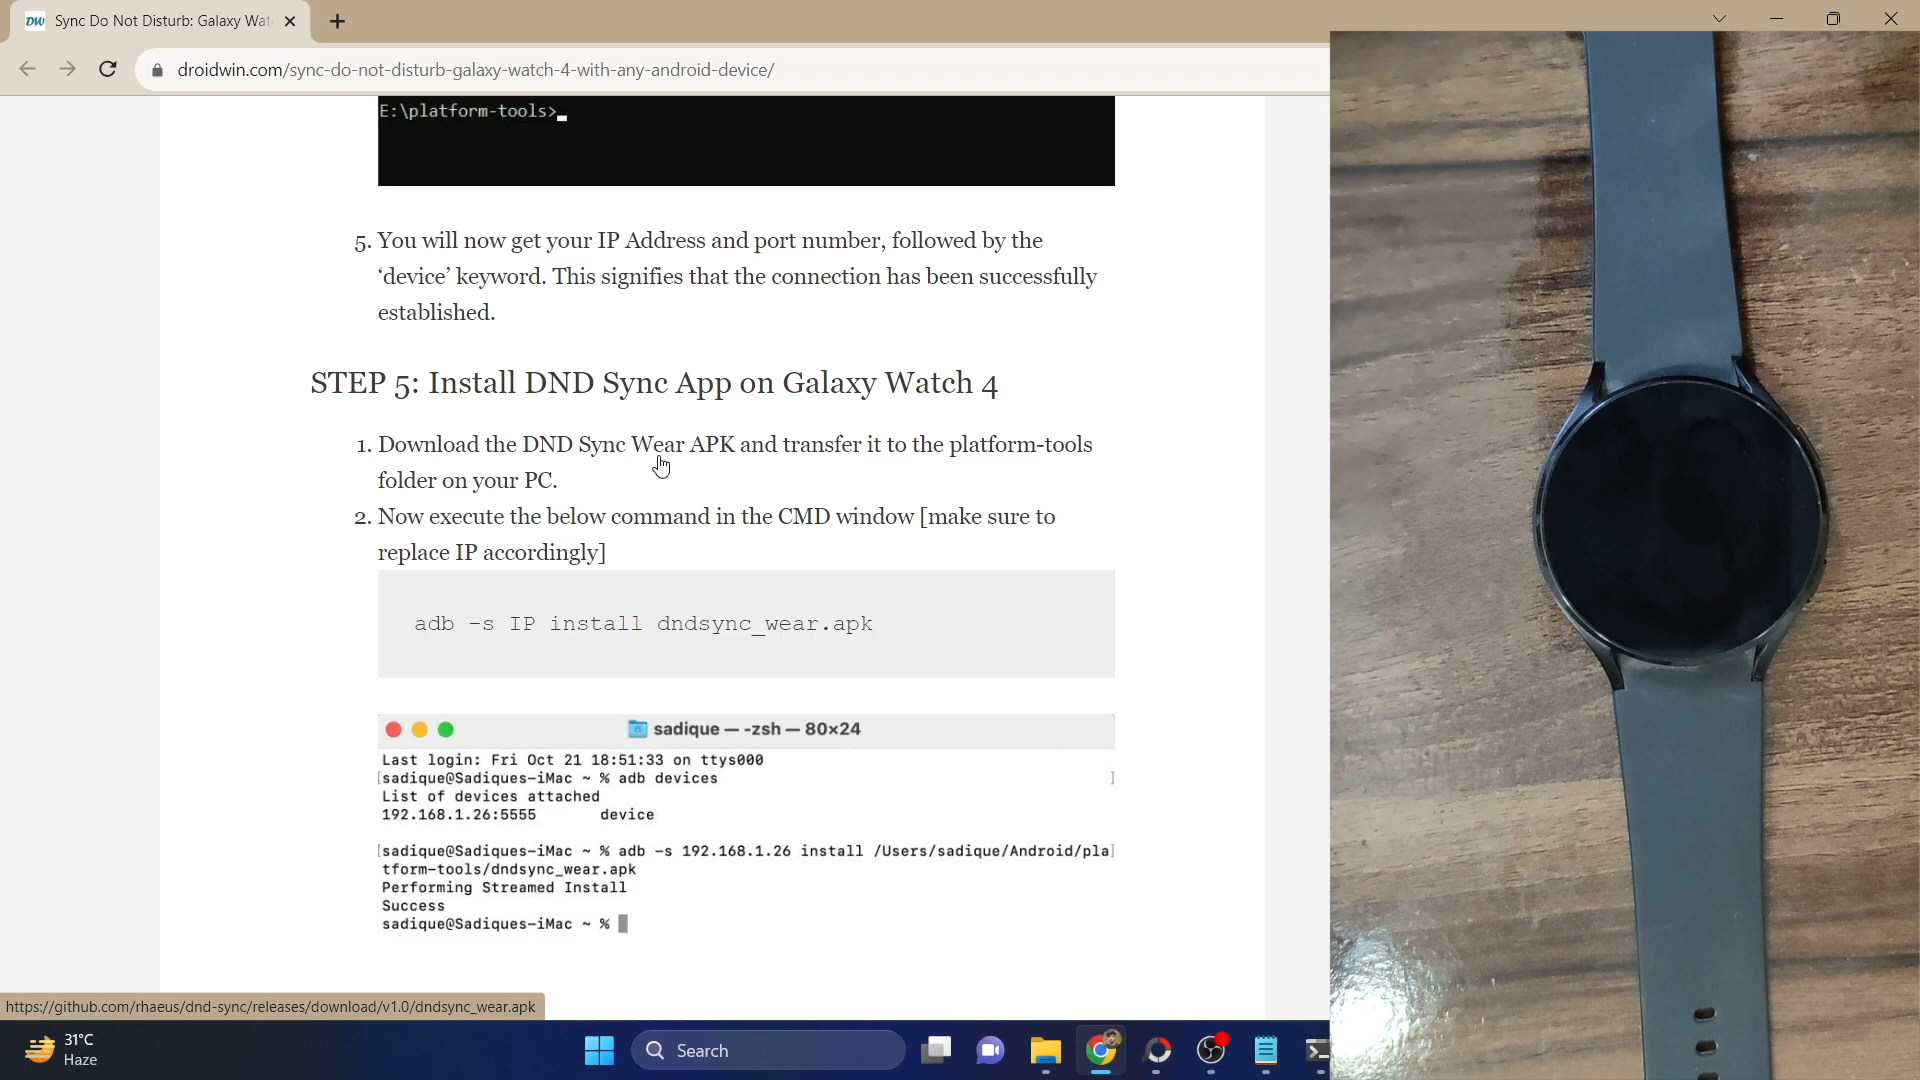 DW Sync Do Not Disturb: Galaxy Wat
droidwin.com/sync-do-not-disturb-galaxy-watch-4-with-any-android-device/
E:\platform-tools>
5. You will now get your IP Address and port number, followed by the
‘device’ keyword. This signifies that the connection has been successfully
established.
STEP 5: Install DND Sync App on Galaxy Watch 4
1. Download the DND Sync Wear APK and transfer it to the platform-tools
folder on your PC.
2. Now execute the below command in the CMD window [make sure to
replace IP accordingly]
adb -s IP install dndsync_wear.apk
sadique — -zsh — 80×24
Last login: Fri Oct 21 18:51:33 on ttys000
[sadique@Sadiques-iMac ~ % adb devices ]
List of devices attached
192.168.1.26:5555 device
[sadique@Sadiques-iMac ~ % adb -s 192.168.1.26 install /Users/sadique/Android/pla]
tform-tools/dndsync_wear.apk
Performing Streamed Install
Success
sadique@Sadiques-iMac ~ %
https://github.com/rhaeus/dnd-sync/releases/download/v1.0/dndsync_wear.apk
31°C
Haze
Search